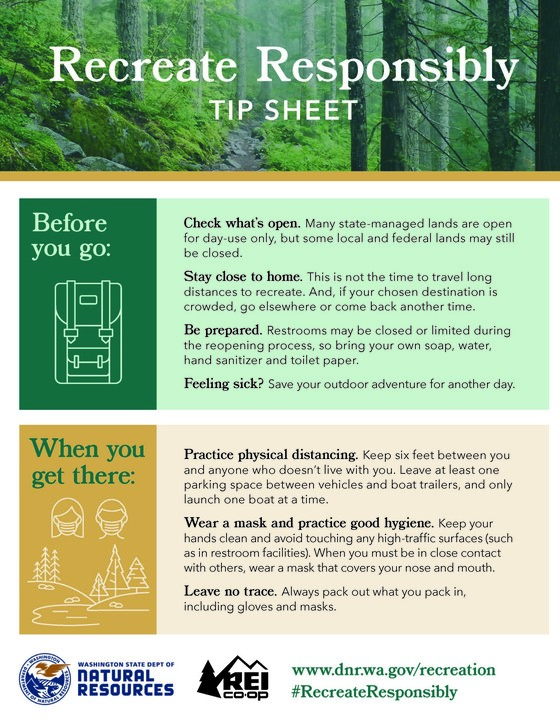 Recreate Responsibly
TIP SHEET
Before
you go:
Check what's open. Many state-managed lands are open
for day-use only, but some local and federal lands may still
be closed.
Stay close to home. This is not the time to travel long
distances to recreate. And, if your chosen destination is
crowded, go elsewhere or come back another time.
Be prepared. Restrooms may be closed or limited during
the reopening process, so bring your own soap, water,
hand sanitizer and toilet paper.
Feeling sick? Save your outdoor adventure for another day.
When you
get there:
Practice physical distancing. Keep six feet between you
and anyone who doesn't live with you. Leave at least one
parking space between vehicles and boat trailers, and only
launch one boat at a time.
Wear a mask and practice good hygiene. Keep your
hands clean and avoid touching any high-traffic surfaces (such
as in restroom facilities). When you must be in close contact
with others, wear a mask that covers your nose and mouth.
Leave no trace. Always pack out what you pack in,
including gloves and masks.
WASHINGTON
DEPARTMENT OF NATURAL RESOURCES
WASHINGTON STATE DEPT OF
NATURAL
RESOURCES
REI
CO·OP
www.dnr.wa.gov/recreation
#RecreateResponsibly